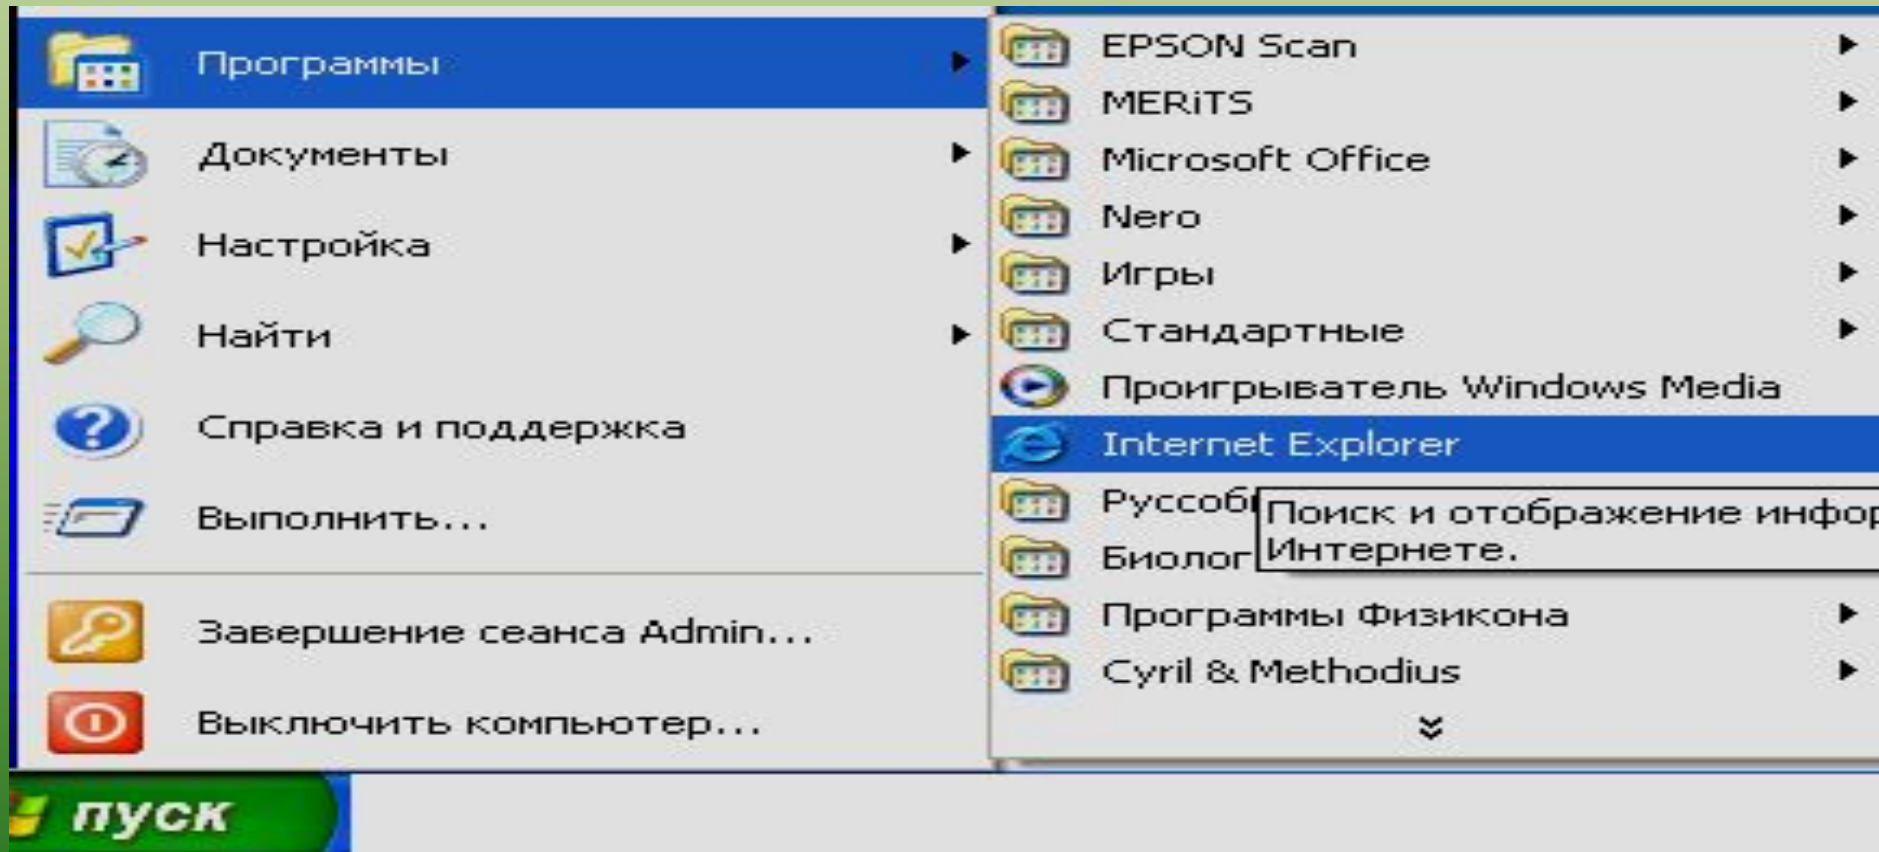 Программы
Документы
Настройка
Найти
Справка и поддержка
Выполнить...
Завершение сеанса Admin...
Выключить компьютер...
EPSON Scan
MERiTS
Microsoft Office
Nero
Игры
Стандартные
Проигрыватель Windows Media
Internet Explorer
Поиск и отображение
Интернете.
Программы Физикона
Cyril & Methodius
пуск